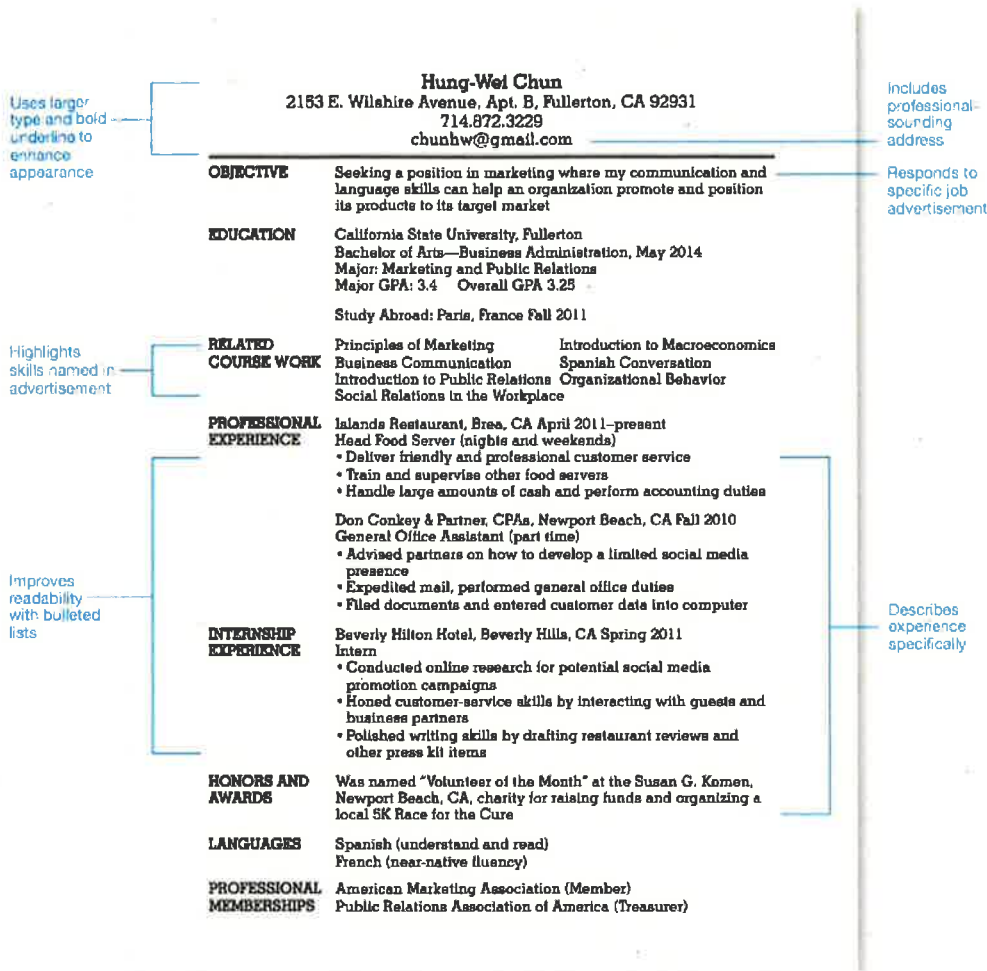 Hung-Wei Chun
2153 E. Wilshire Avenue, Apt. B, Fullerton, CA 92931
714.872.3229
chunhw@gmail.com
Uses larger
type and bold
underline to
enhance
appearance
Includes
professional-
sounding
address
OBJECTIVE Seeking a position in marketing where my communication and
language skills can help an organization promote and position
its products to its target market
Responds to
specific job
advertisement
EDUCATION California State University, Fullerton
Bachelor of Arts—Business Administration, May 2014
Major: Marketing and Public Relations
Major GPA: 3.4 Overall GPA 3.25
Study Abroad: Paris, France Fall 2011
Highlights
skills named in
advertisement
RELATED Principles of Marketing Introduction to Macroeconomics
COURSE WORK Business Communication Spanish Conversation
Introduction to Public Relations Organizational Behavior
Social Relations in the Workplace
PROFESSIONAL Islands Restaurant, Brea, CA April 2011–present
EXPERIENCE Head Food Server (nights and weekends)
• Deliver friendly and professional customer service
• Train and supervise other food servers
• Handle large amounts of cash and perform accounting duties
Don Conkey & Partner, CPAs, Newport Beach, CA Fall 2010
General Office Assistant (part time)
• Advised partners on how to develop a limited social media
presence
• Expedited mail, performed general office duties
• Filed documents and entered customer data into computer
Improves
readability
with bulleted
lists
Describes
experience
specifically
INTERNSHIP Beverly Hilton Hotel, Beverly Hills, CA Spring 2011
EXPERIENCE Intern
• Conducted online research for potential social media
promotion campaigns
• Honed customer-service skills by interacting with guests and
business partners
• Polished writing skills by drafting restaurant reviews and
other press kit items
HONORS AND Was named "Volunteer of the Month" at the Susan G. Komen,
AWARDS Newport Beach, CA, charity for raising funds and organizing a
local 5K Race for the Cure
LANGUAGES Spanish (understand and read)
French (near-native fluency)
PROFESSIONAL American Marketing Association (Member)
MEMBERSHIPS Public Relations Association of America (Treasurer)